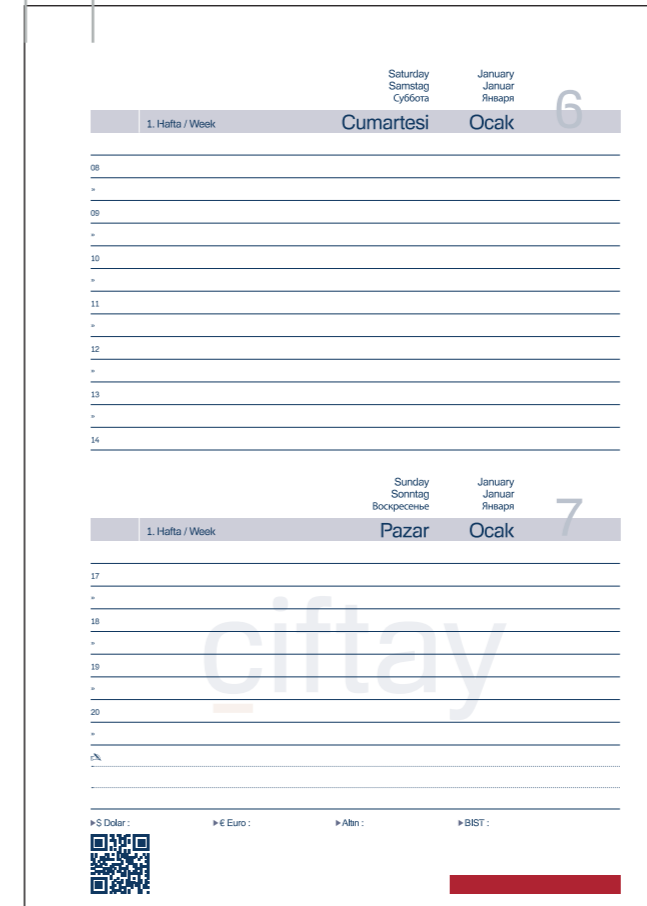 Saturday January
Samstag Januar
Суббота Января
6
1. Hafta / Week Cumartesi Ocak
08
»
09
»
10
»
11
»
12
»
13
»
14
Sunday January
Sonntag Januar
Воскресенье Января
7
1. Hafta / Week Pazar Ocak
17
»
18
»
19
»
20
»
çiftay
▶$ Dolar : ▶€ Euro : ▶Altın : ▶BIST :